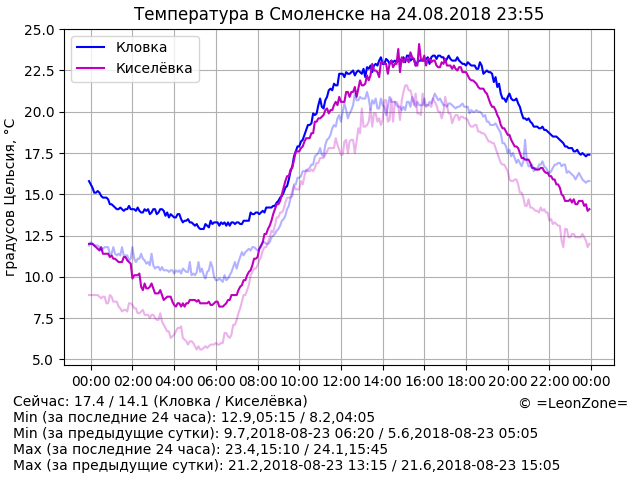 Температура в Смоленске на 24.08.2018 23:55
градусов Цельсия, °C
25.0
22.5
20.0
17.5
15.0
12.5
10.0
7.5
5.0
Кловка
Киселёвка
00:00 02:00 04:00 06:00 08:00 10:00 12:00 14:00 16:00 18:00 20:00 22:00 00:00
Сейчас: 17.4 / 14.1 (Кловка / Киселёвка)
© =LeonZone=
Min (за последние 24 часа): 12.9,05:15 / 8.2,04:05
Min (за предыдущие сутки): 9.7,2018-08-23 06:20 / 5.6,2018-08-23 05:05
Max (за последние 24 часа): 23.4,15:10 / 24.1,15:45
Max (за предыдущие сутки): 21.2,2018-08-23 13:15 / 21.6,2018-08-23 15:05